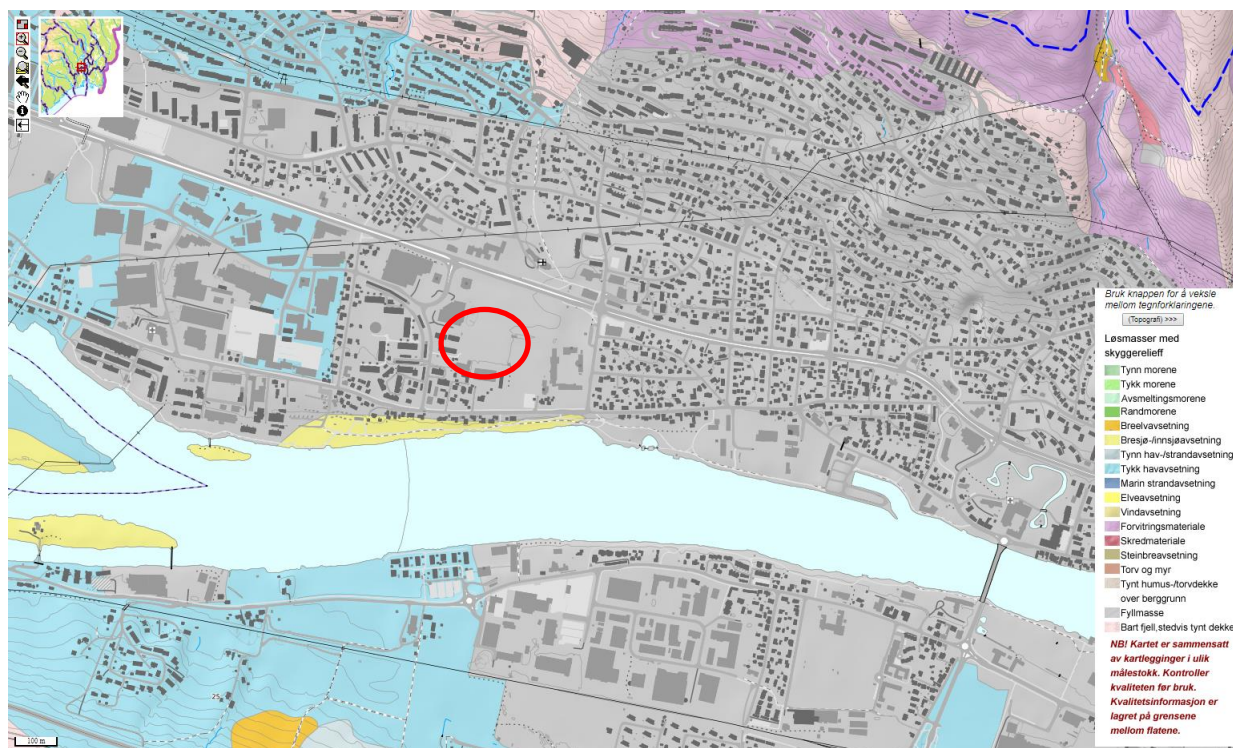 Bruk knappen for å veksle
mellom tegnforklaringene.
(Topografi) >>>
Løsmasser med
skyggerelieff
Tynn morene
Tykk morene
Avsmeltingsmorene
Randmorene
Breelvavsetning
Bresjø-/innsjøavsetning
Tynn hav-/strandavsetning
Tykk havavsetning
Marin strandavsetning
Elveavsetning
Vindavsetning
Forvitringsmateriale
Skredmateriale
Steinbreavsetning
Torv og myr
Tynt humus-/torvdekke
over berggrunn
Fyllmasse
Bart fjell,stedvis tynt dekke
NB! Kartet er sammensatt
av kartlegginger i ulik
målestokk. Kontroller
kvaliteten før bruk.
Kvalitetsinformasjon er
lagret på grensene
mellom flatene.
25
100 m